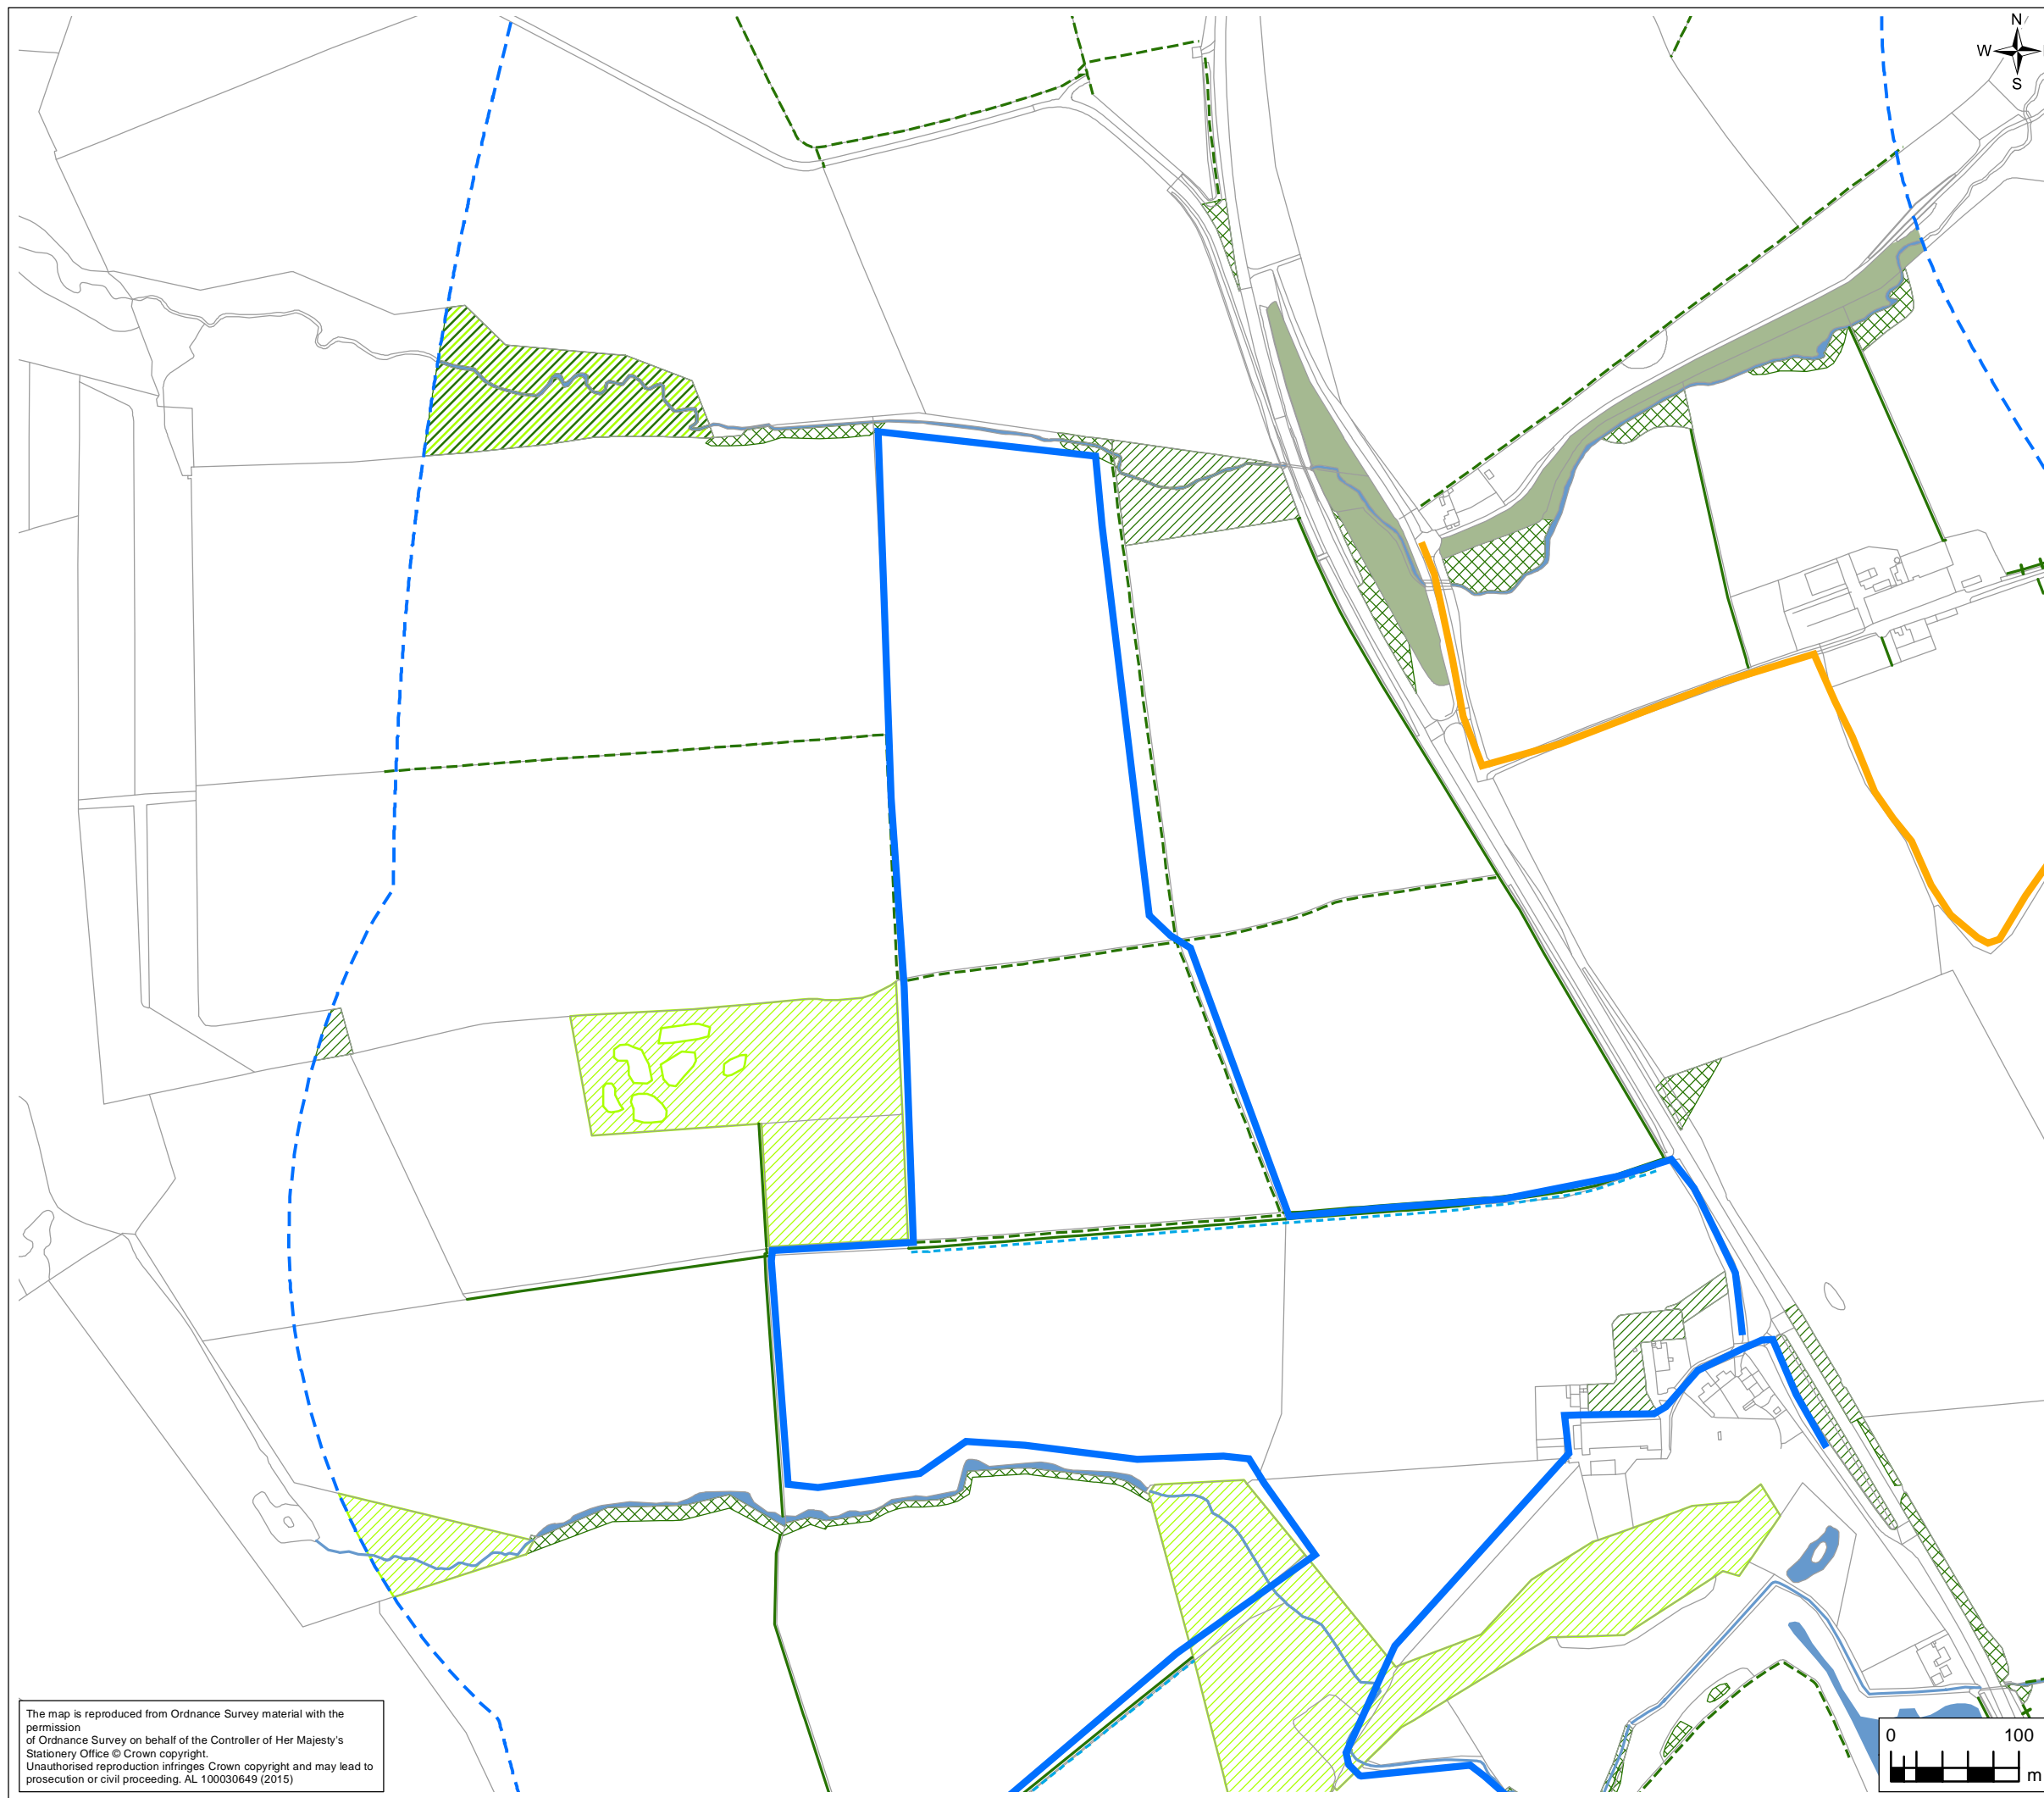 N
W
S
The map is reproduced from Ordnance Survey material with the
permission
of Ordnance Survey on behalf of the Controller of Her Majesty's
Stationery Office © Crown copyright.
Unauthorised reproduction infringes Crown copyright and may lead to
prosecution or civil proceeding. AL 100030649 (2015)
0 100
m